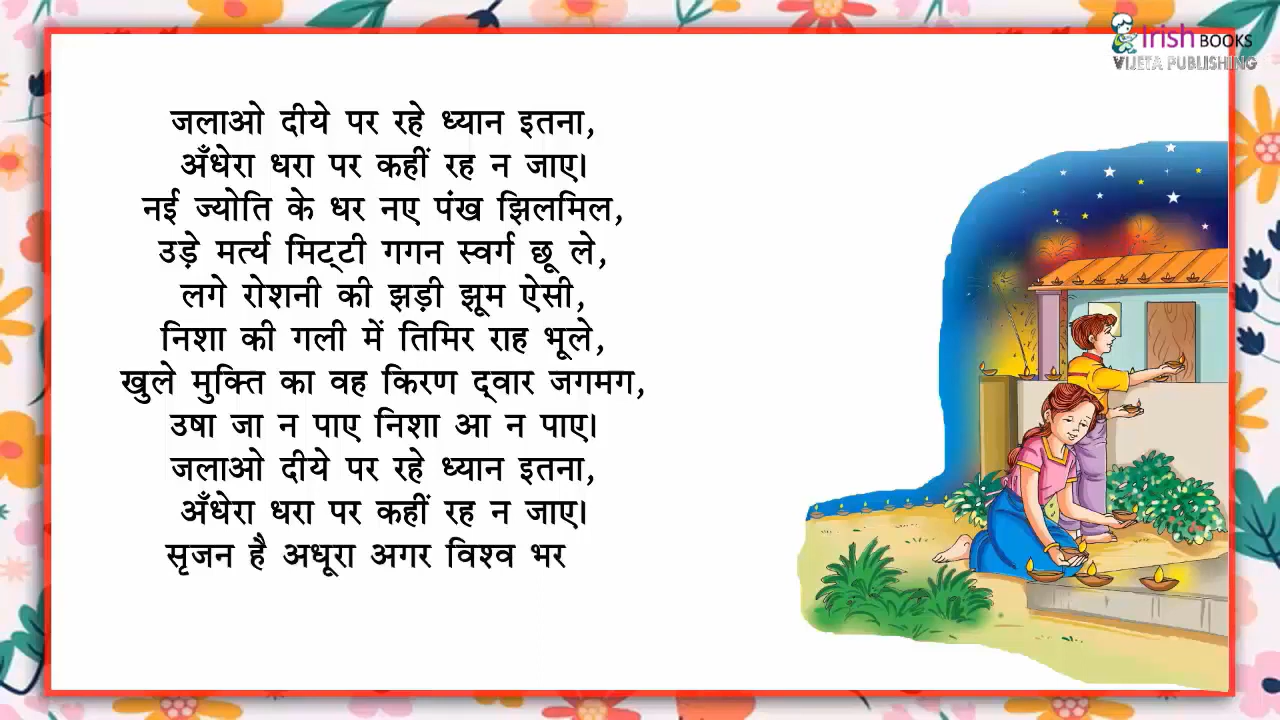 Irish BOOKS
VIJETA PUBLISHING
जलाओ दीये पर रहे ध्यान इतना,
अँधेरा धरा पर कहीं रह न जाए।
नई ज्योति के धर नए पंख झिलमिल,
उड़े मर्त्य मिट्टी गगन स्वर्ग छू ले,
लगे रोशनी की झड़ी झूम ऐसी,
निशा की गली में तिमिर राह भूले,
खुले मुक्ति का वह किरण द्वार जगमग,
उषा जा न पाए निशा आ न पाए।
जलाओ दीये पर रहे ध्यान इतना,
अँधेरा धरा पर कहीं रह न जाए।
सृजन है अधूरा अगर विश्व भर